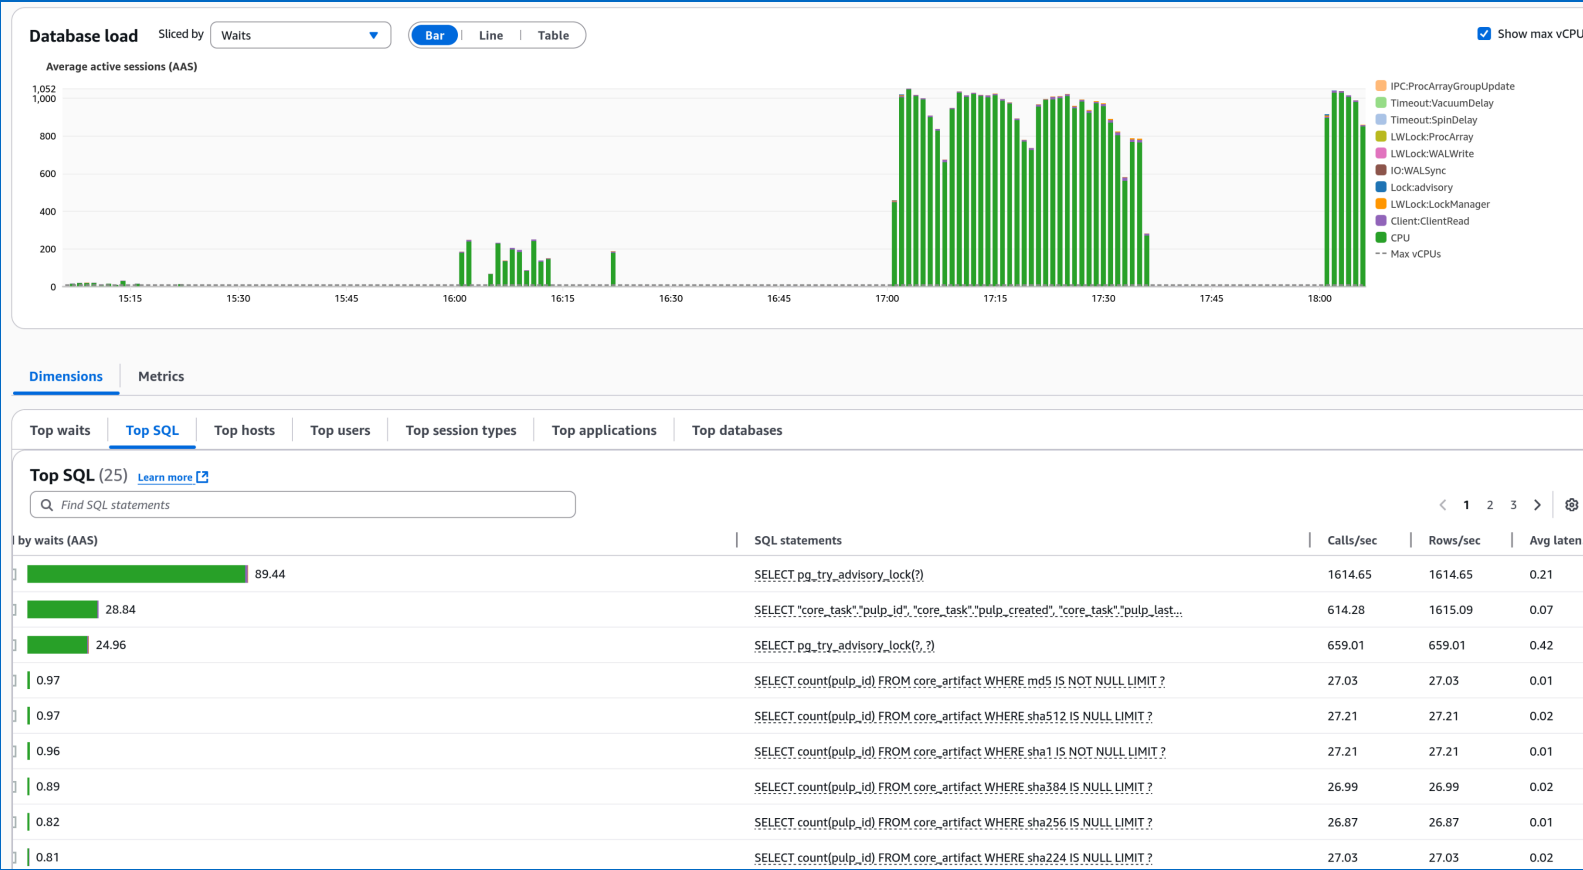 Database load Sliced by Waits Bar Line Table Show max vCPU
Average active sessions (AAS)
1,052
1,000
800
600
400
200
0
15:15 15:30 15:45 16:00 16:15 16:30 16:45 17:00 17:15 17:30 17:45 18:00
IPC:ProcArrayGroupUpdate
Timeout:VacuumDelay
Timeout:SpinDelay
LWLock:ProcArray
LWLock:WALWrite
IO:WALSync
Lock:advisory
LWLock:LockManager
Client:ClientRead
CPU
Max vCPUs
Dimensions Metrics
Top waits Top SQL Top hosts Top users Top session types Top applications Top databases
Top SQL (25) Learn more
Find SQL statements
1 2 3
by waits (AAS) SQL statements Calls/sec Rows/sec Avg laten
89.44 SELECT pg_try_advisory_lock(?) 1614.65 1614.65 0.21
28.84 SELECT "core_task"."pulp_id", "core_task"."pulp_created", "core_task"."pulp_last... 614.28 1615.09 0.07
24.96 SELECT pg_try_advisory_lock(?, ?) 659.01 659.01 0.42
0.97 SELECT count(pulp_id) FROM core_artifact WHERE md5 IS NOT NULL LIMIT ? 27.03 27.03 0.01
0.97 SELECT count(pulp_id) FROM core_artifact WHERE sha512 IS NULL LIMIT ? 27.21 27.21 0.02
0.96 SELECT count(pulp_id) FROM core_artifact WHERE sha1 IS NOT NULL LIMIT ? 27.21 27.21 0.01
0.89 SELECT count(pulp_id) FROM core_artifact WHERE sha384 IS NULL LIMIT ? 26.99 26.99 0.02
0.82 SELECT count(pulp_id) FROM core_artifact WHERE sha256 IS NULL LIMIT ? 26.87 26.87 0.01
0.81 SELECT count(pulp_id) FROM core_artifact WHERE sha224 IS NULL LIMIT ? 27.03 27.03 0.02